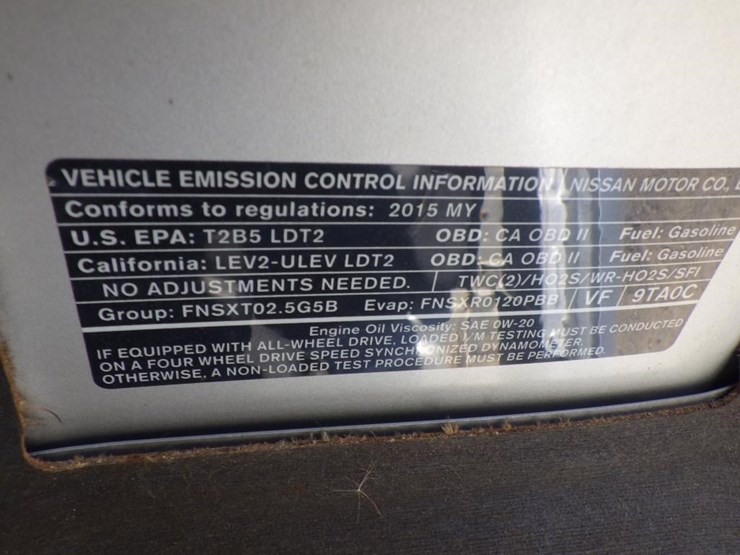 VEHICLE EMISSION CONTROL INFORMATION NISSAN MOTOR CO.,
Conforms to regulations: 2015 MY
U.S. EPA: T2B5 LDT2 OBD: CA OBD II Fuel: Gasoline
California: LEV2-ULEV LDT2 OBD: CA OBD II Fuel: Gasoline
NO ADJUSTMENTS NEEDED. TWC(2)/HO2S/WR-HO2S/SFI
Group: FNSXT02.5G5B Evap: FNSXR0120PBB VF 9TA0C
Engine Oil Viscosity: SAE 0W-20
IF EQUIPPED WITH ALL-WHEEL DRIVE, LOADED I/M TESTING MUST BE CONDUCTED
ON A FOUR WHEEL DRIVE SPEED SYNCHRONIZED DYNAMOMETER.
OTHERWISE, A NON-LOADED TEST PROCEDURE MUST BE PERFORMED.